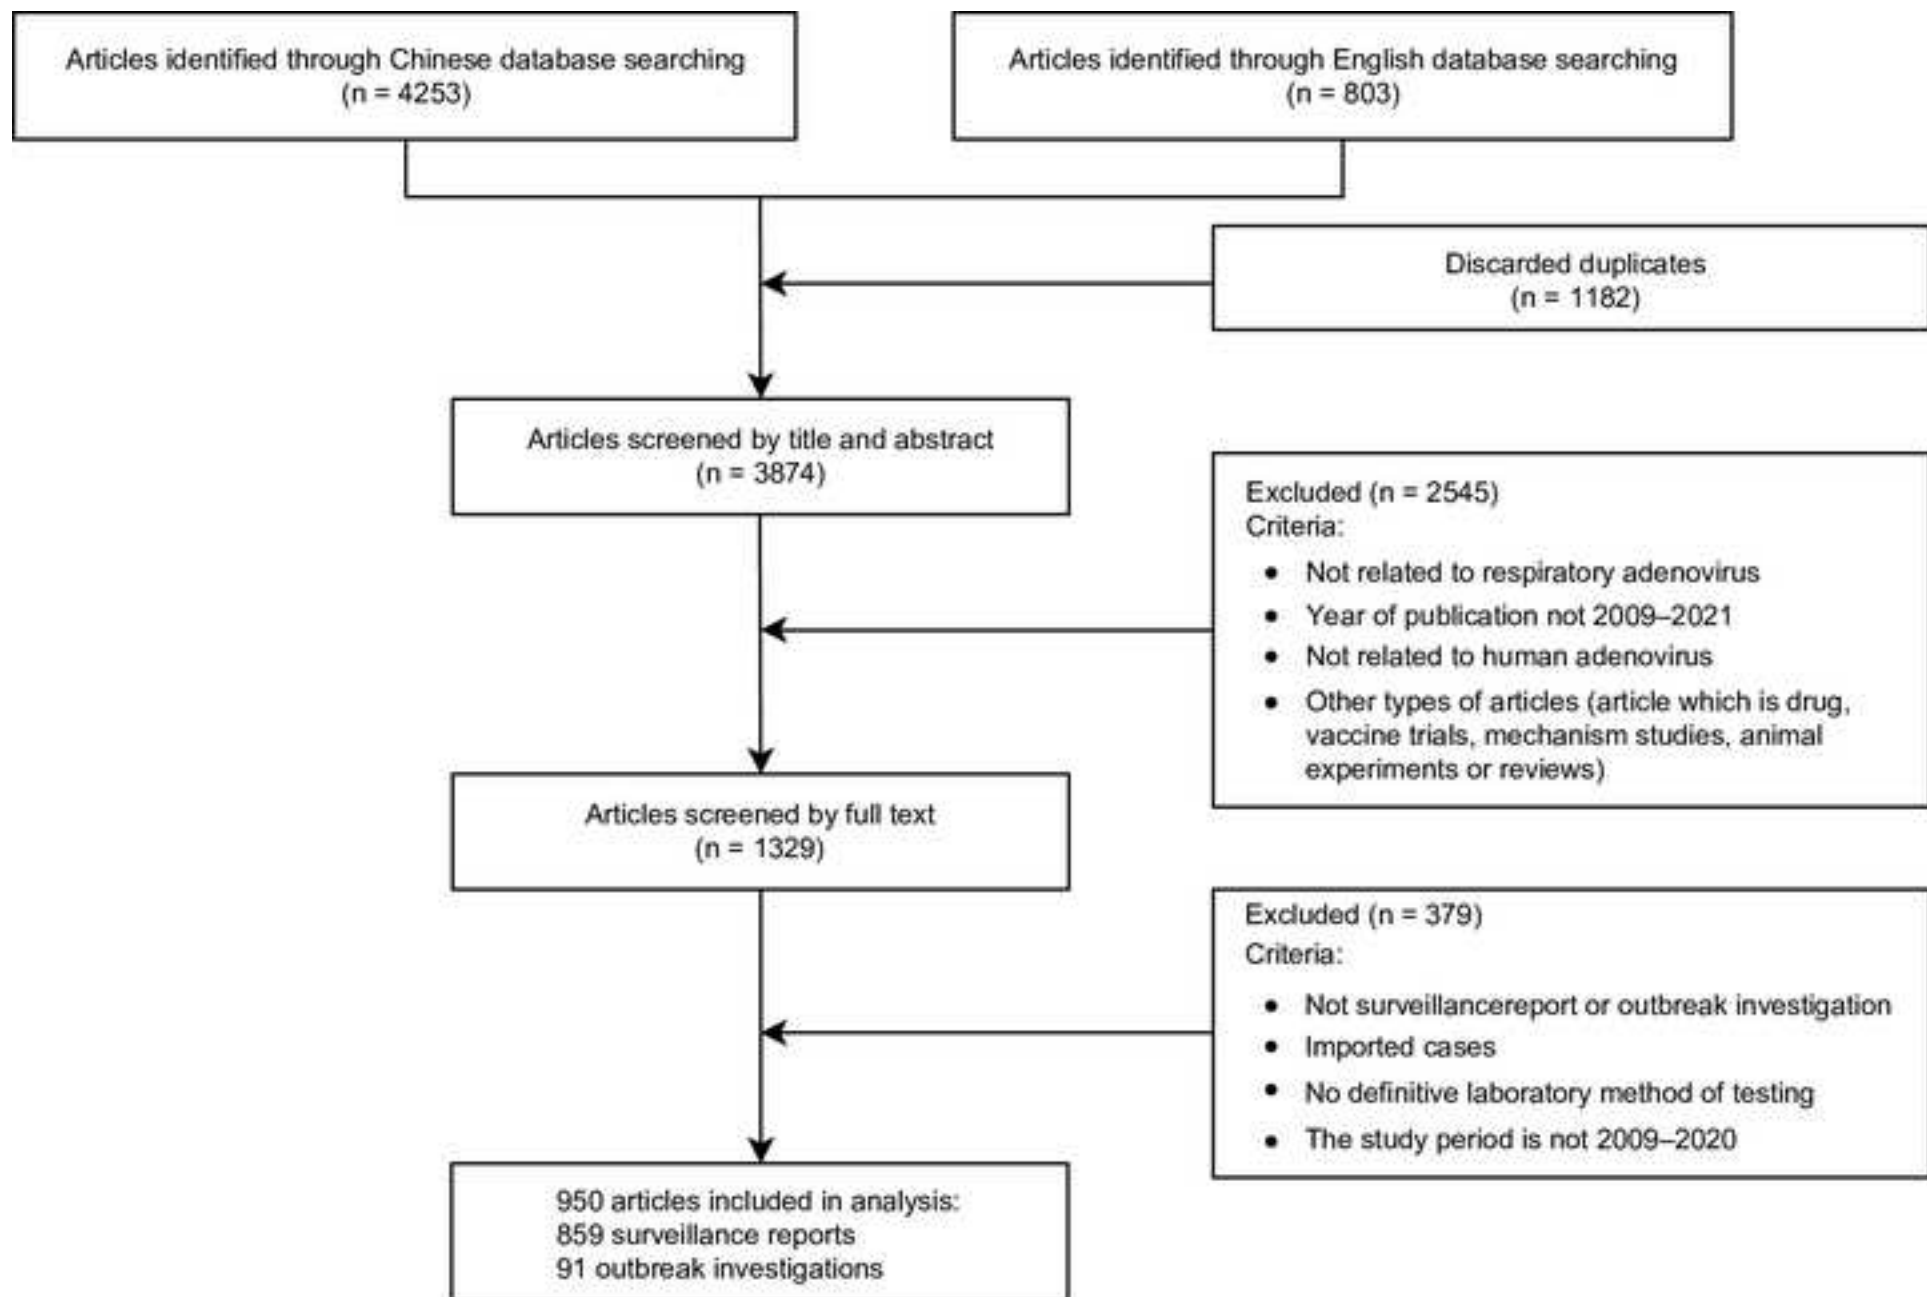 Articles identified through Chinese database searching
(n = 4253)
Articles identified through English database searching
(n = 803)
Discarded duplicates
(n = 1182)
Articles screened by title and abstract
(n = 3874)
Excluded (n = 2545)
Criteria:
• Not related to respiratory adenovirus
• Year of publication not 2009–2021
• Not related to human adenovirus
• Other types of articles (article which is drug,
vaccine trials, mechanism studies, animal
experiments or reviews)
Articles screened by full text
(n = 1329)
Excluded (n = 379)
Criteria:
• Not surveillancereport or outbreak investigation
• Imported cases
• No definitive laboratory method of testing
• The study period is not 2009–2020
950 articles included in analysis:
859 surveillance reports
91 outbreak investigations